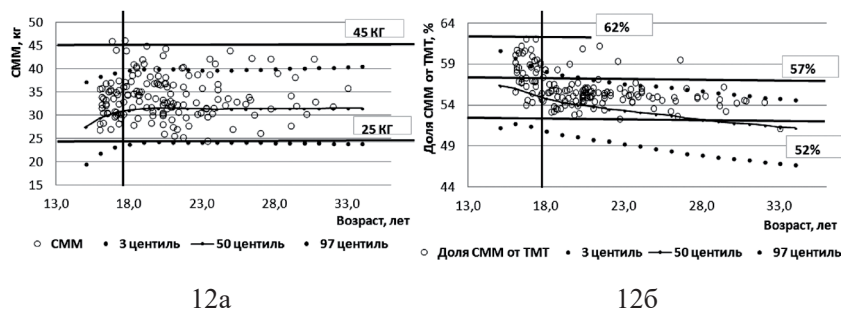 СММ, кг
50
45
40
35
30
25
20
15
45 КГ
25 КГ
13,0 18,0 23,0 28,0 33,0
Возраст, лет
СММ 3 центиль 50 центиль 97 центиль
12а
Доля СММ от ТМТ, %
64
59
54
49
44
62%
57%
52%
13,0 18,0 23,0 28,0 33,0
Возраст, лет
Доля СММ от ТМТ 3 центиль 50 центиль 97 центиль
12б